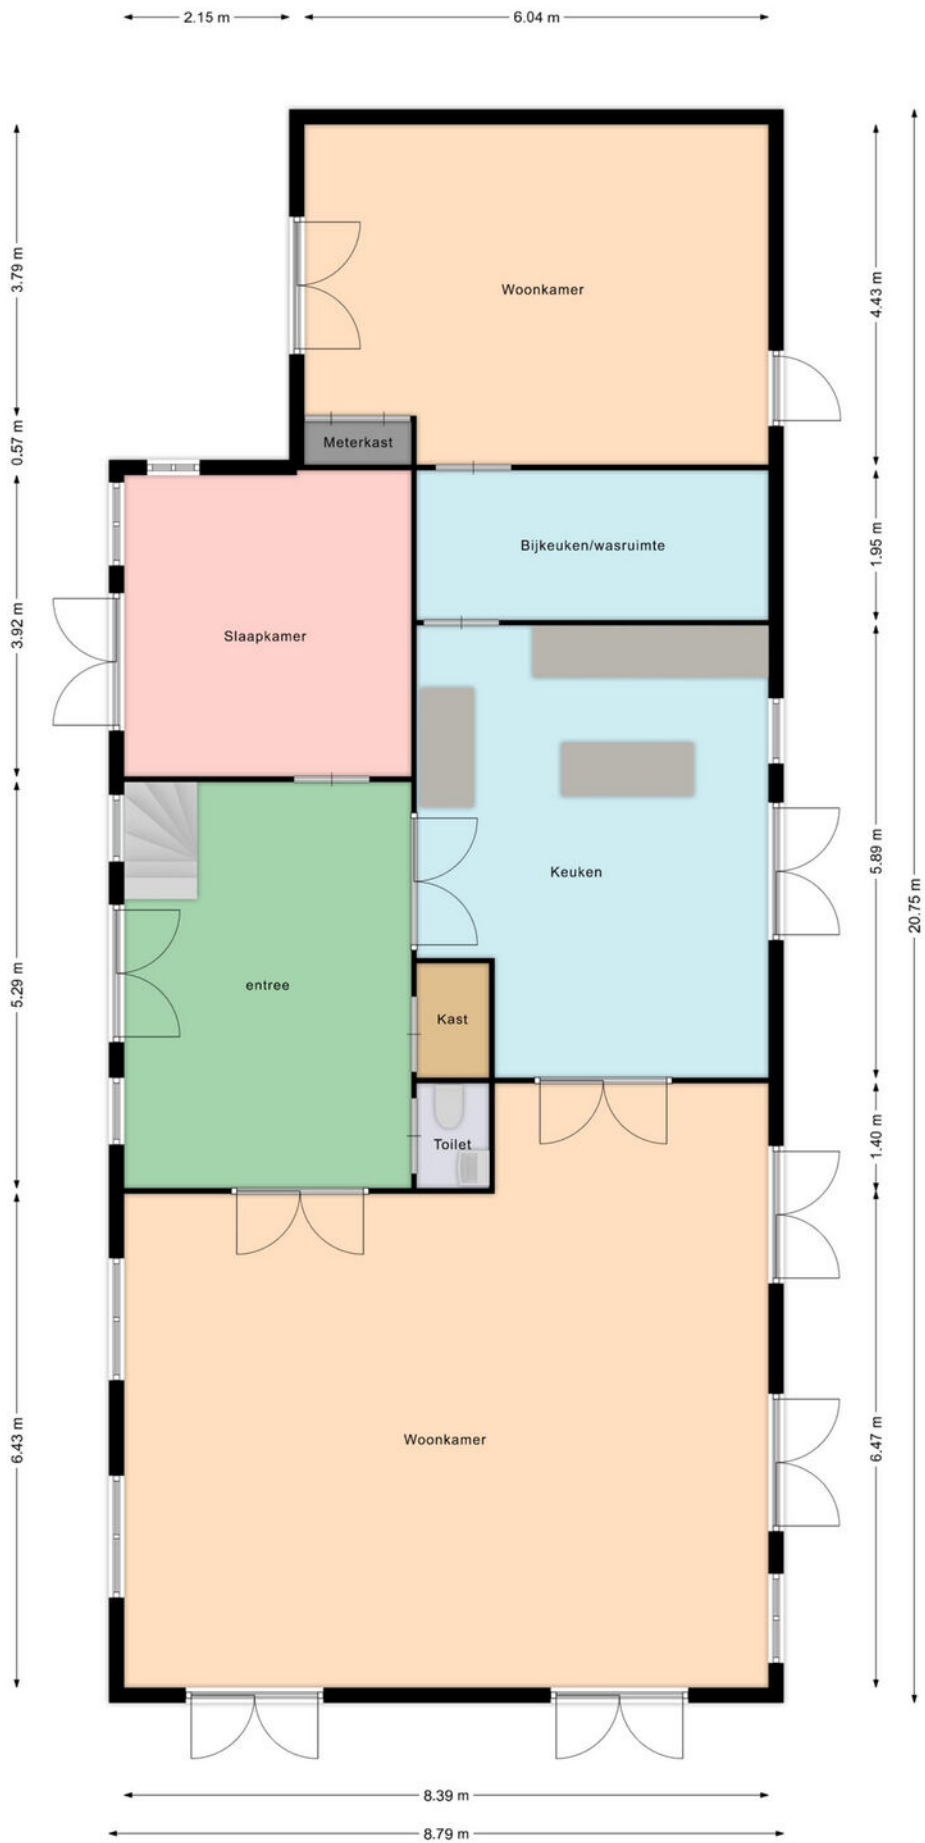 2.15 m
6.04 m
3.79 m
4.43 m
Woonkamer
0.57 m
Meterkast
1.95 m
Bijkeuken/wasruimte
3.92 m
Slaapkamer
5.89 m
Keuken
20.75 m
5.29 m
entree
Kast
1.40 m
Toilet
6.43 m
6.47 m
Woonkamer
8.39 m
8.79 m